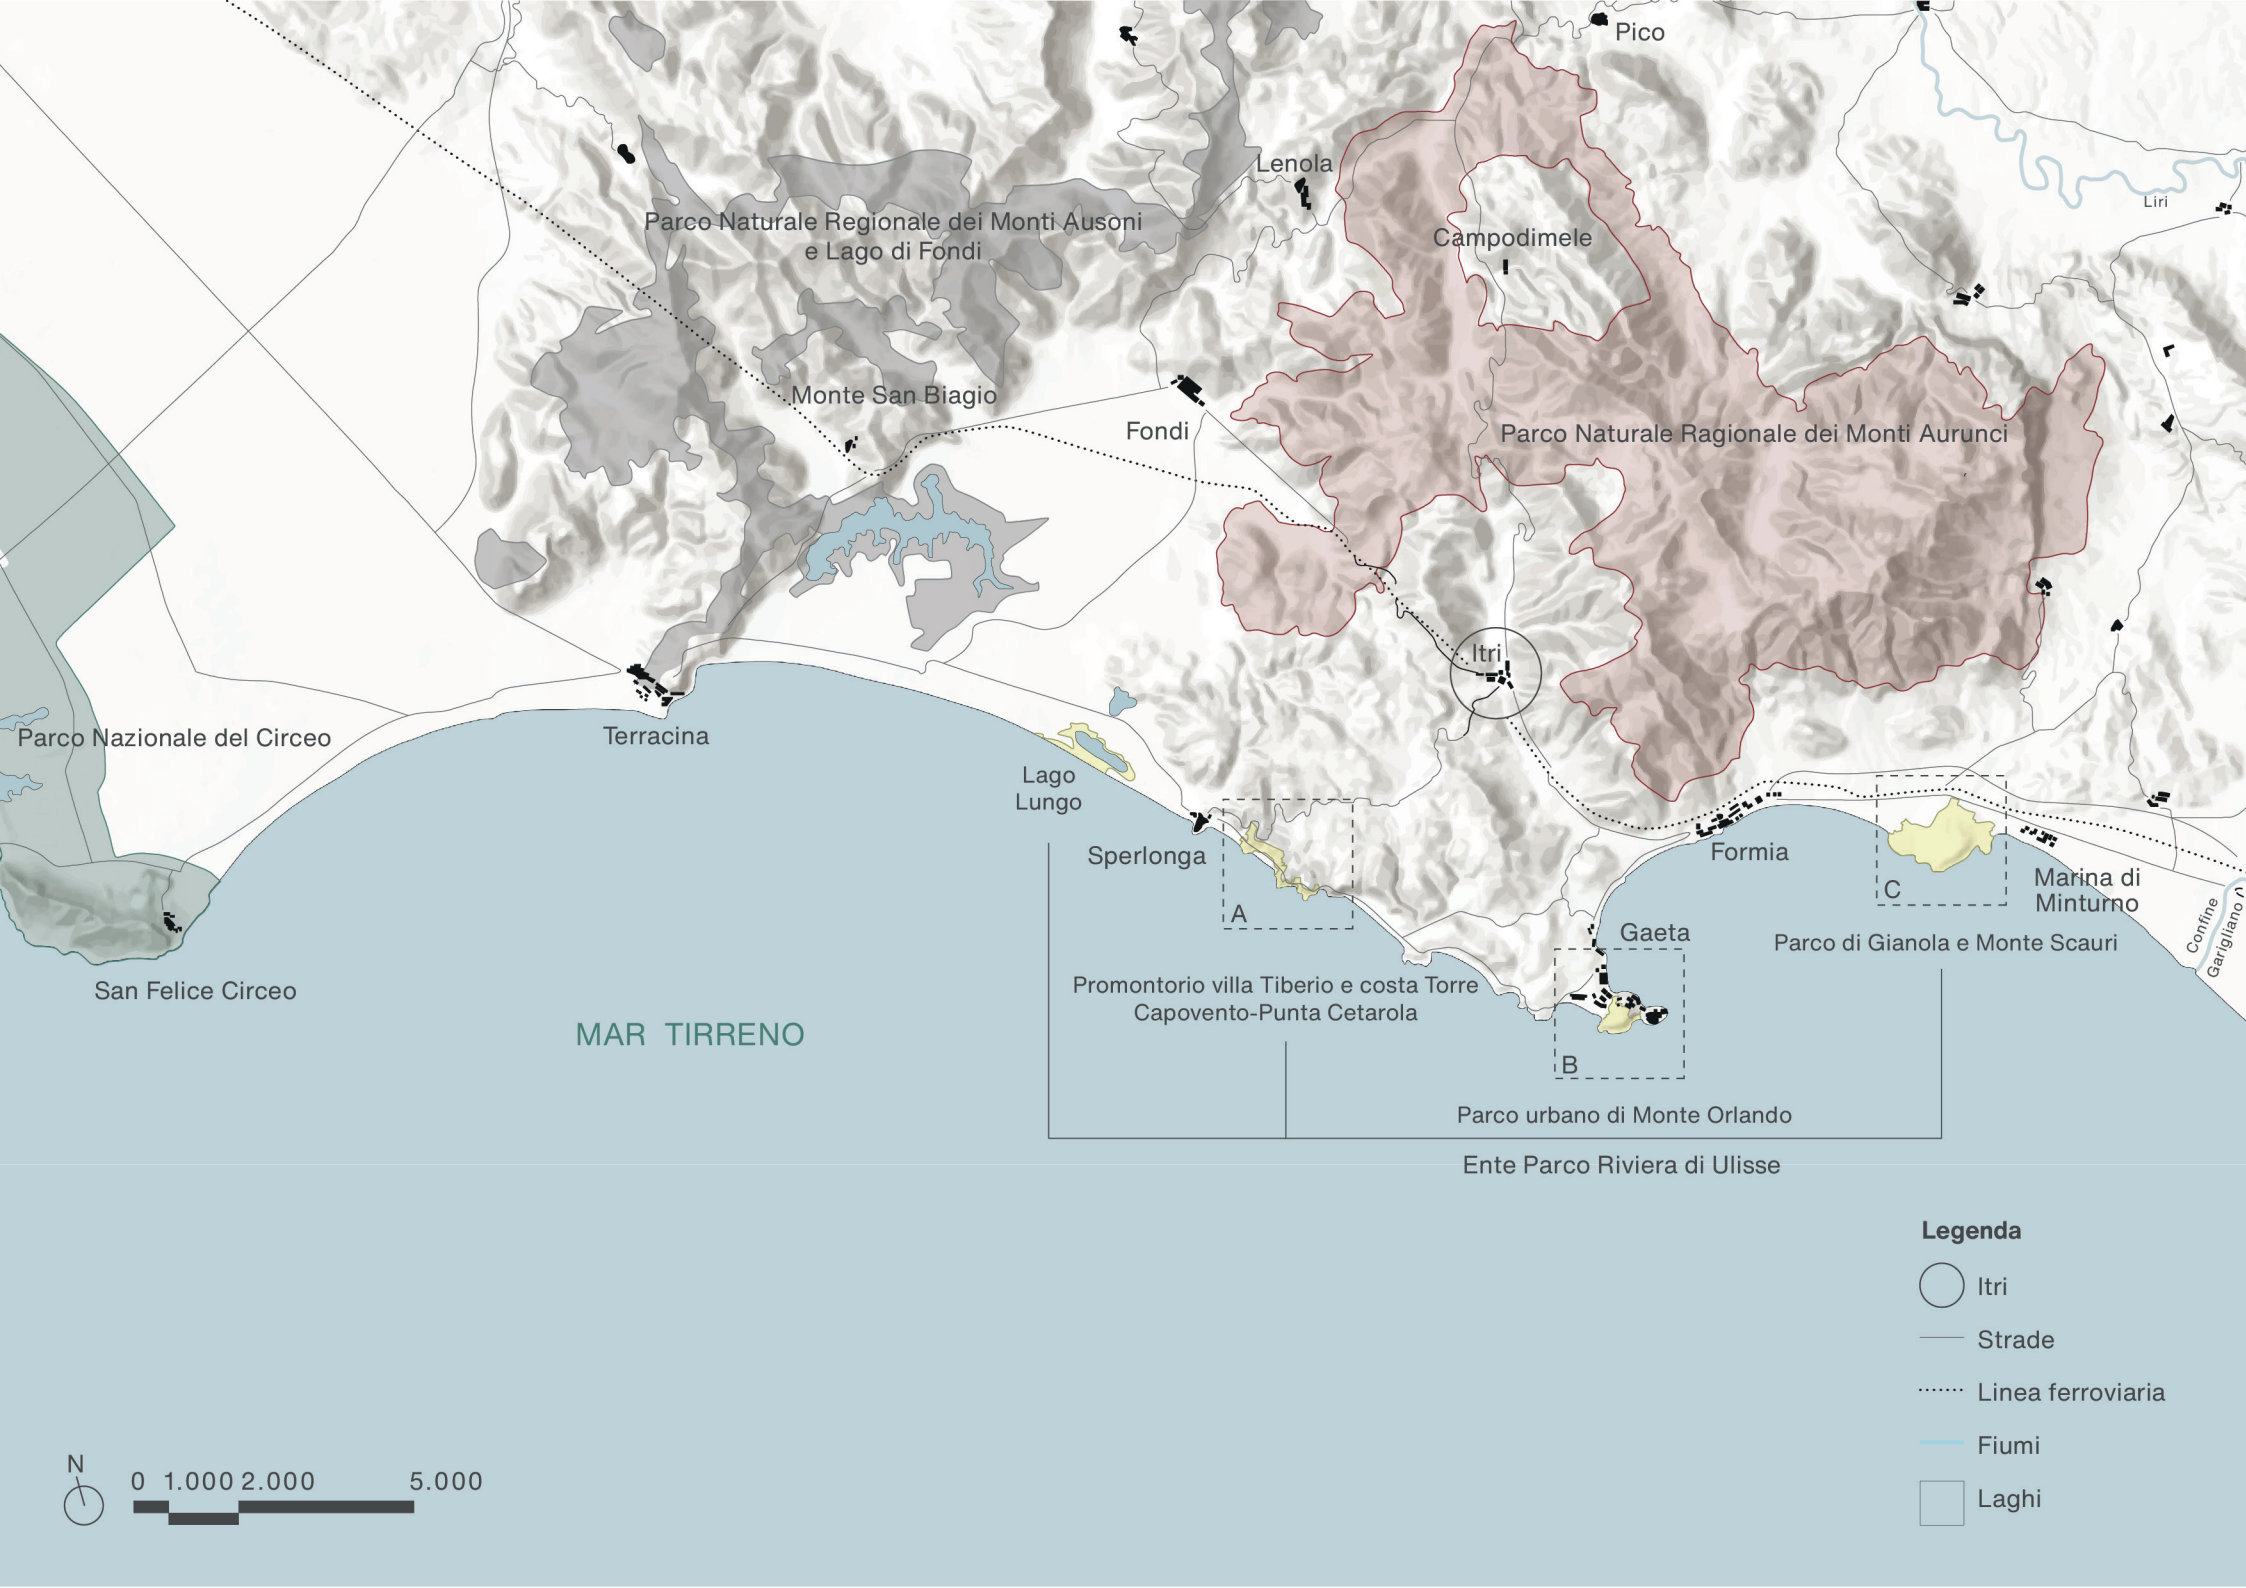 Pico
Lenola
Liri
Parco Naturale Regionale dei Monti Ausoni
e Lago di Fondi
Campodimele
Monte San Biagio
Fondi
Parco Naturale Ragionale dei Monti Aurunci
Itri
Parco Nazionale del Circeo
Terracina
Lago
Lungo
Sperlonga
A
Formia
C
Marina di
Minturno
Confine
Garigliano
Gaeta
Parco di Gianola e Monte Scauri
San Felice Circeo
Promontorio villa Tiberio e costa Torre
Capovento-Punta Cetarola
MAR TIRRENO
B
Parco urbano di Monte Orlando
Ente Parco Riviera di Ulisse
Legenda
Itri
Strade
Linea ferroviaria
Fiumi
Laghi
N
0 1.000 2.000 5.000